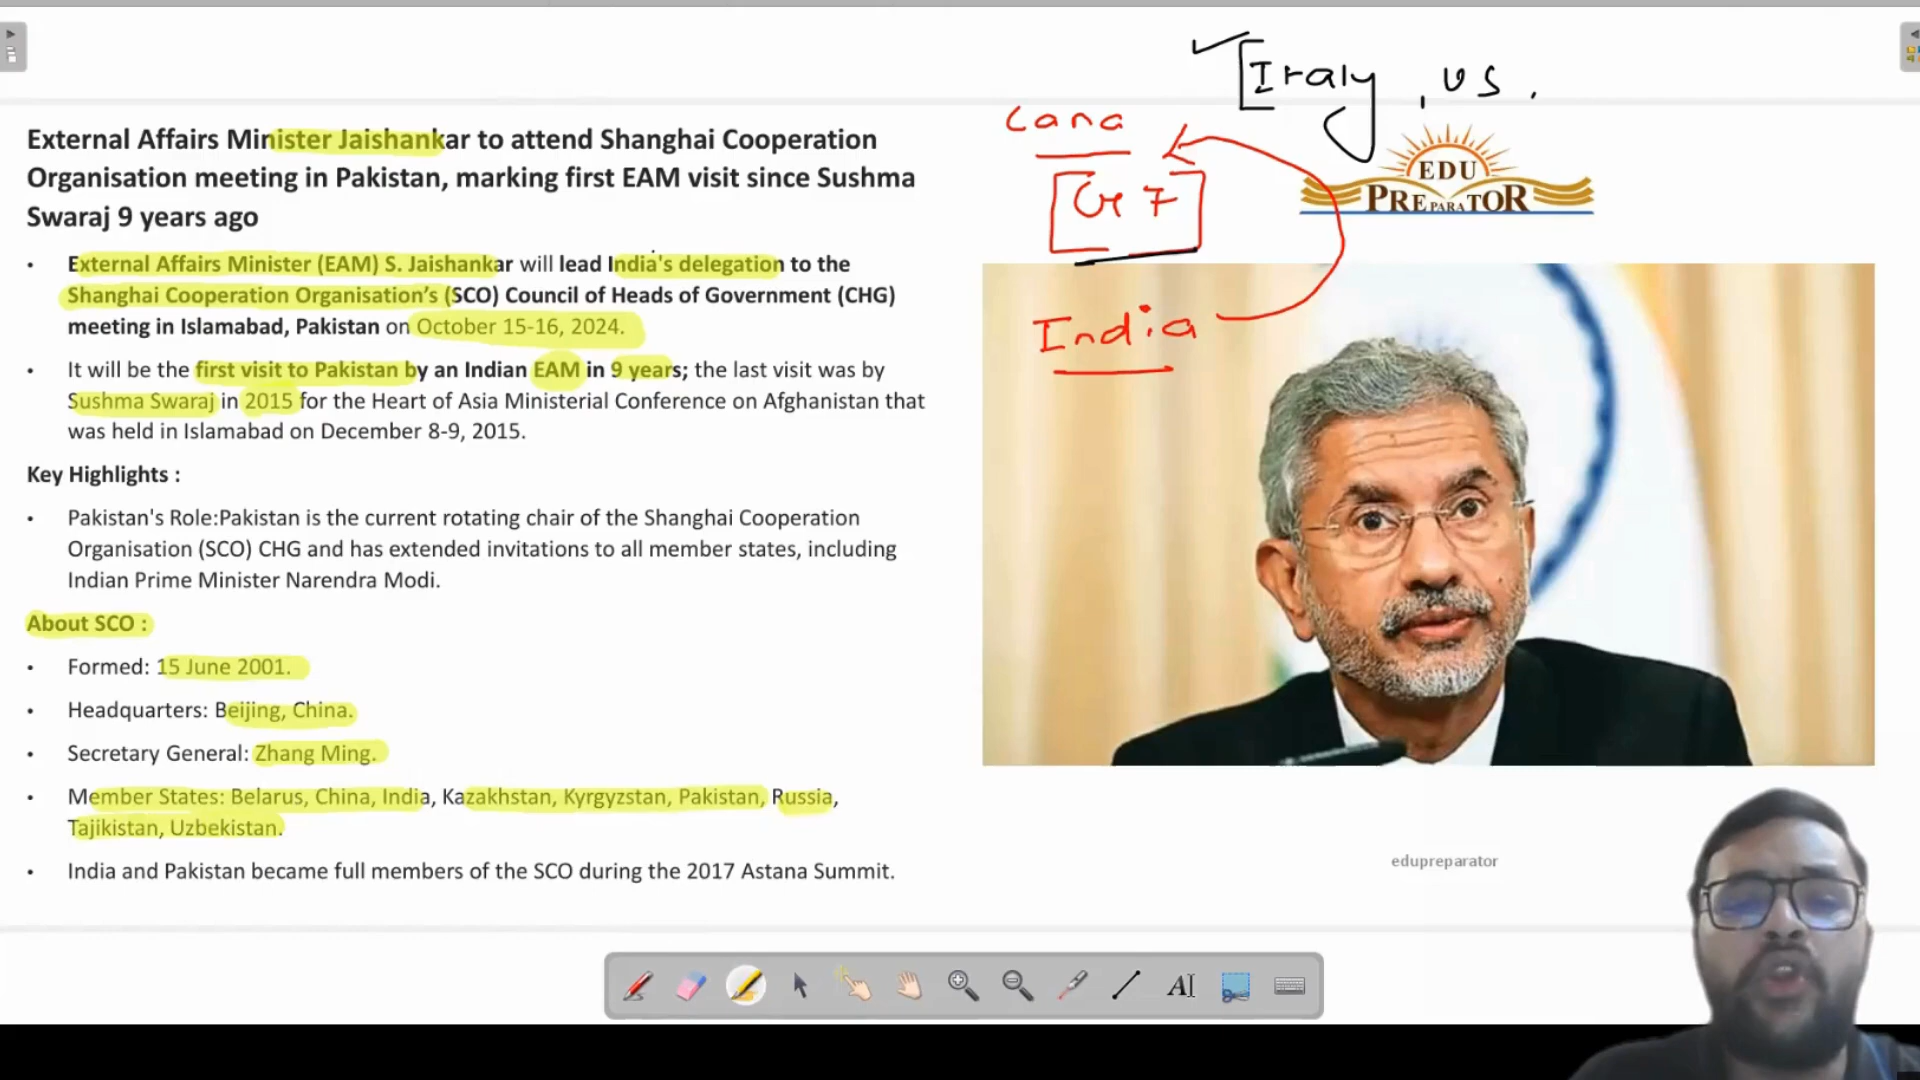 Iraly, us.
cana
G7
India
EDU
PREPARATOR
External Affairs Minister Jaishankar to attend Shanghai Cooperation
Organisation meeting in Pakistan, marking first EAM visit since Sushma
Swaraj 9 years ago
• External Affairs Minister (EAM) S. Jaishankar will lead India's delegation to the
Shanghai Cooperation Organisation's (SCO) Council of Heads of Government (CHG)
meeting in Islamabad, Pakistan on October 15-16, 2024.
• It will be the first visit to Pakistan by an Indian EAM in 9 years; the last visit was by
Sushma Swaraj in 2015 for the Heart of Asia Ministerial Conference on Afghanistan that
was held in Islamabad on December 8-9, 2015.
Key Highlights :
• Pakistan's Role:Pakistan is the current rotating chair of the Shanghai Cooperation
Organisation (SCO) CHG and has extended invitations to all member states, including
Indian Prime Minister Narendra Modi.
About SCO :
• Formed: 15 June 2001.
• Headquarters: Beijing, China.
• Secretary General: Zhang Ming.
• Member States: Belarus, China, India, Kazakhstan, Kyrgyzstan, Pakistan, Russia,
Tajikistan, Uzbekistan.
• India and Pakistan became full members of the SCO during the 2017 Astana Summit.
edupreparator
AI